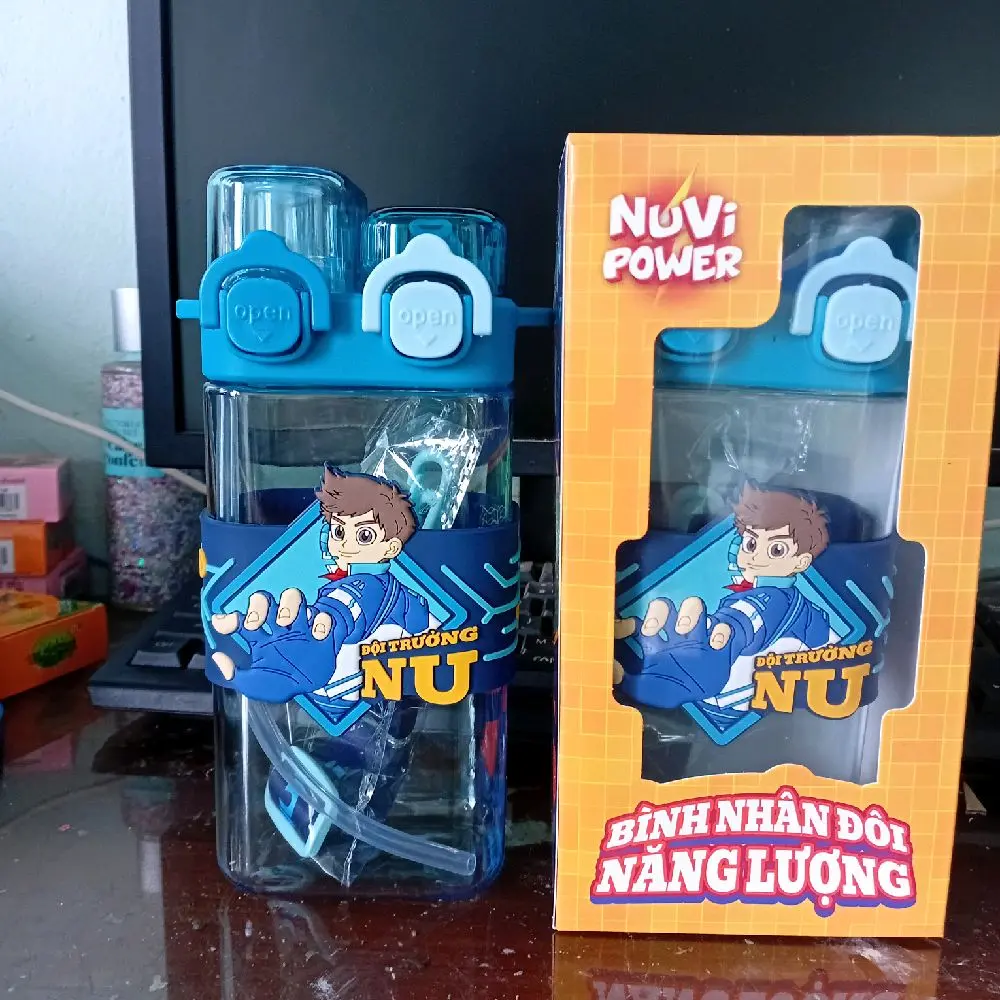 open
open
ĐỘI TRƯỞNG
NU
NUVi
POWER
open
ĐỘI TRƯỞNG
NU
BÌNH NHÂN ĐÔI
NĂNG LƯỢNG